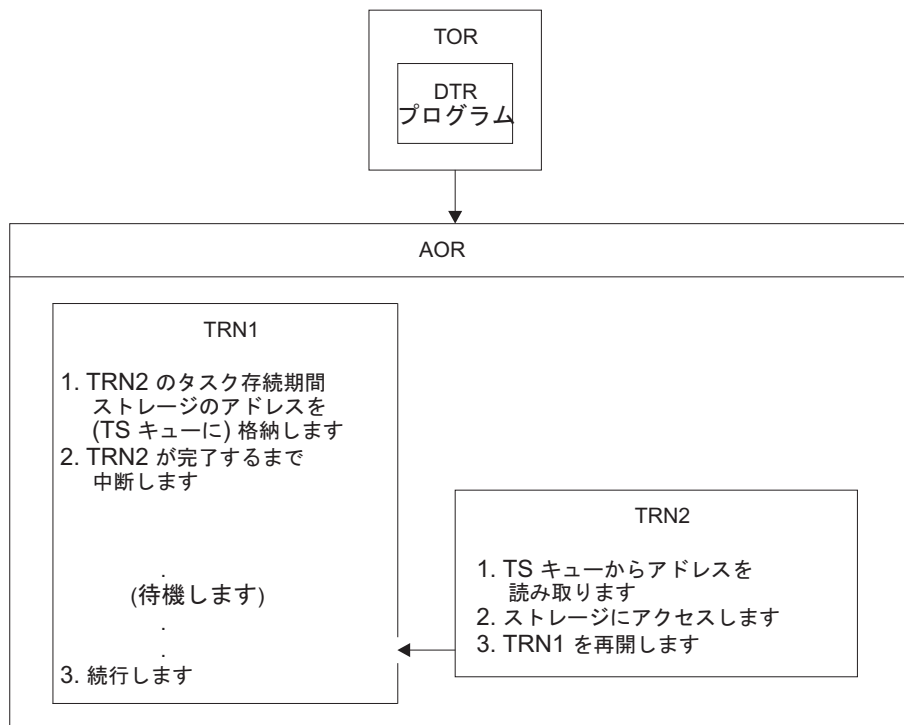 TOR
DTR
プログラム
AOR
TRN1
1. TRN2 のタスク存続期間
ストレージのアドレスを
(TS キューに) 格納します
2. TRN2 が完了するまで
中断します
.
(待機します)
.
.
3. 続行します
TRN2
1. TS キューからアドレスを
読み取ります
2. ストレージにアクセスします
3. TRN1 を再開します